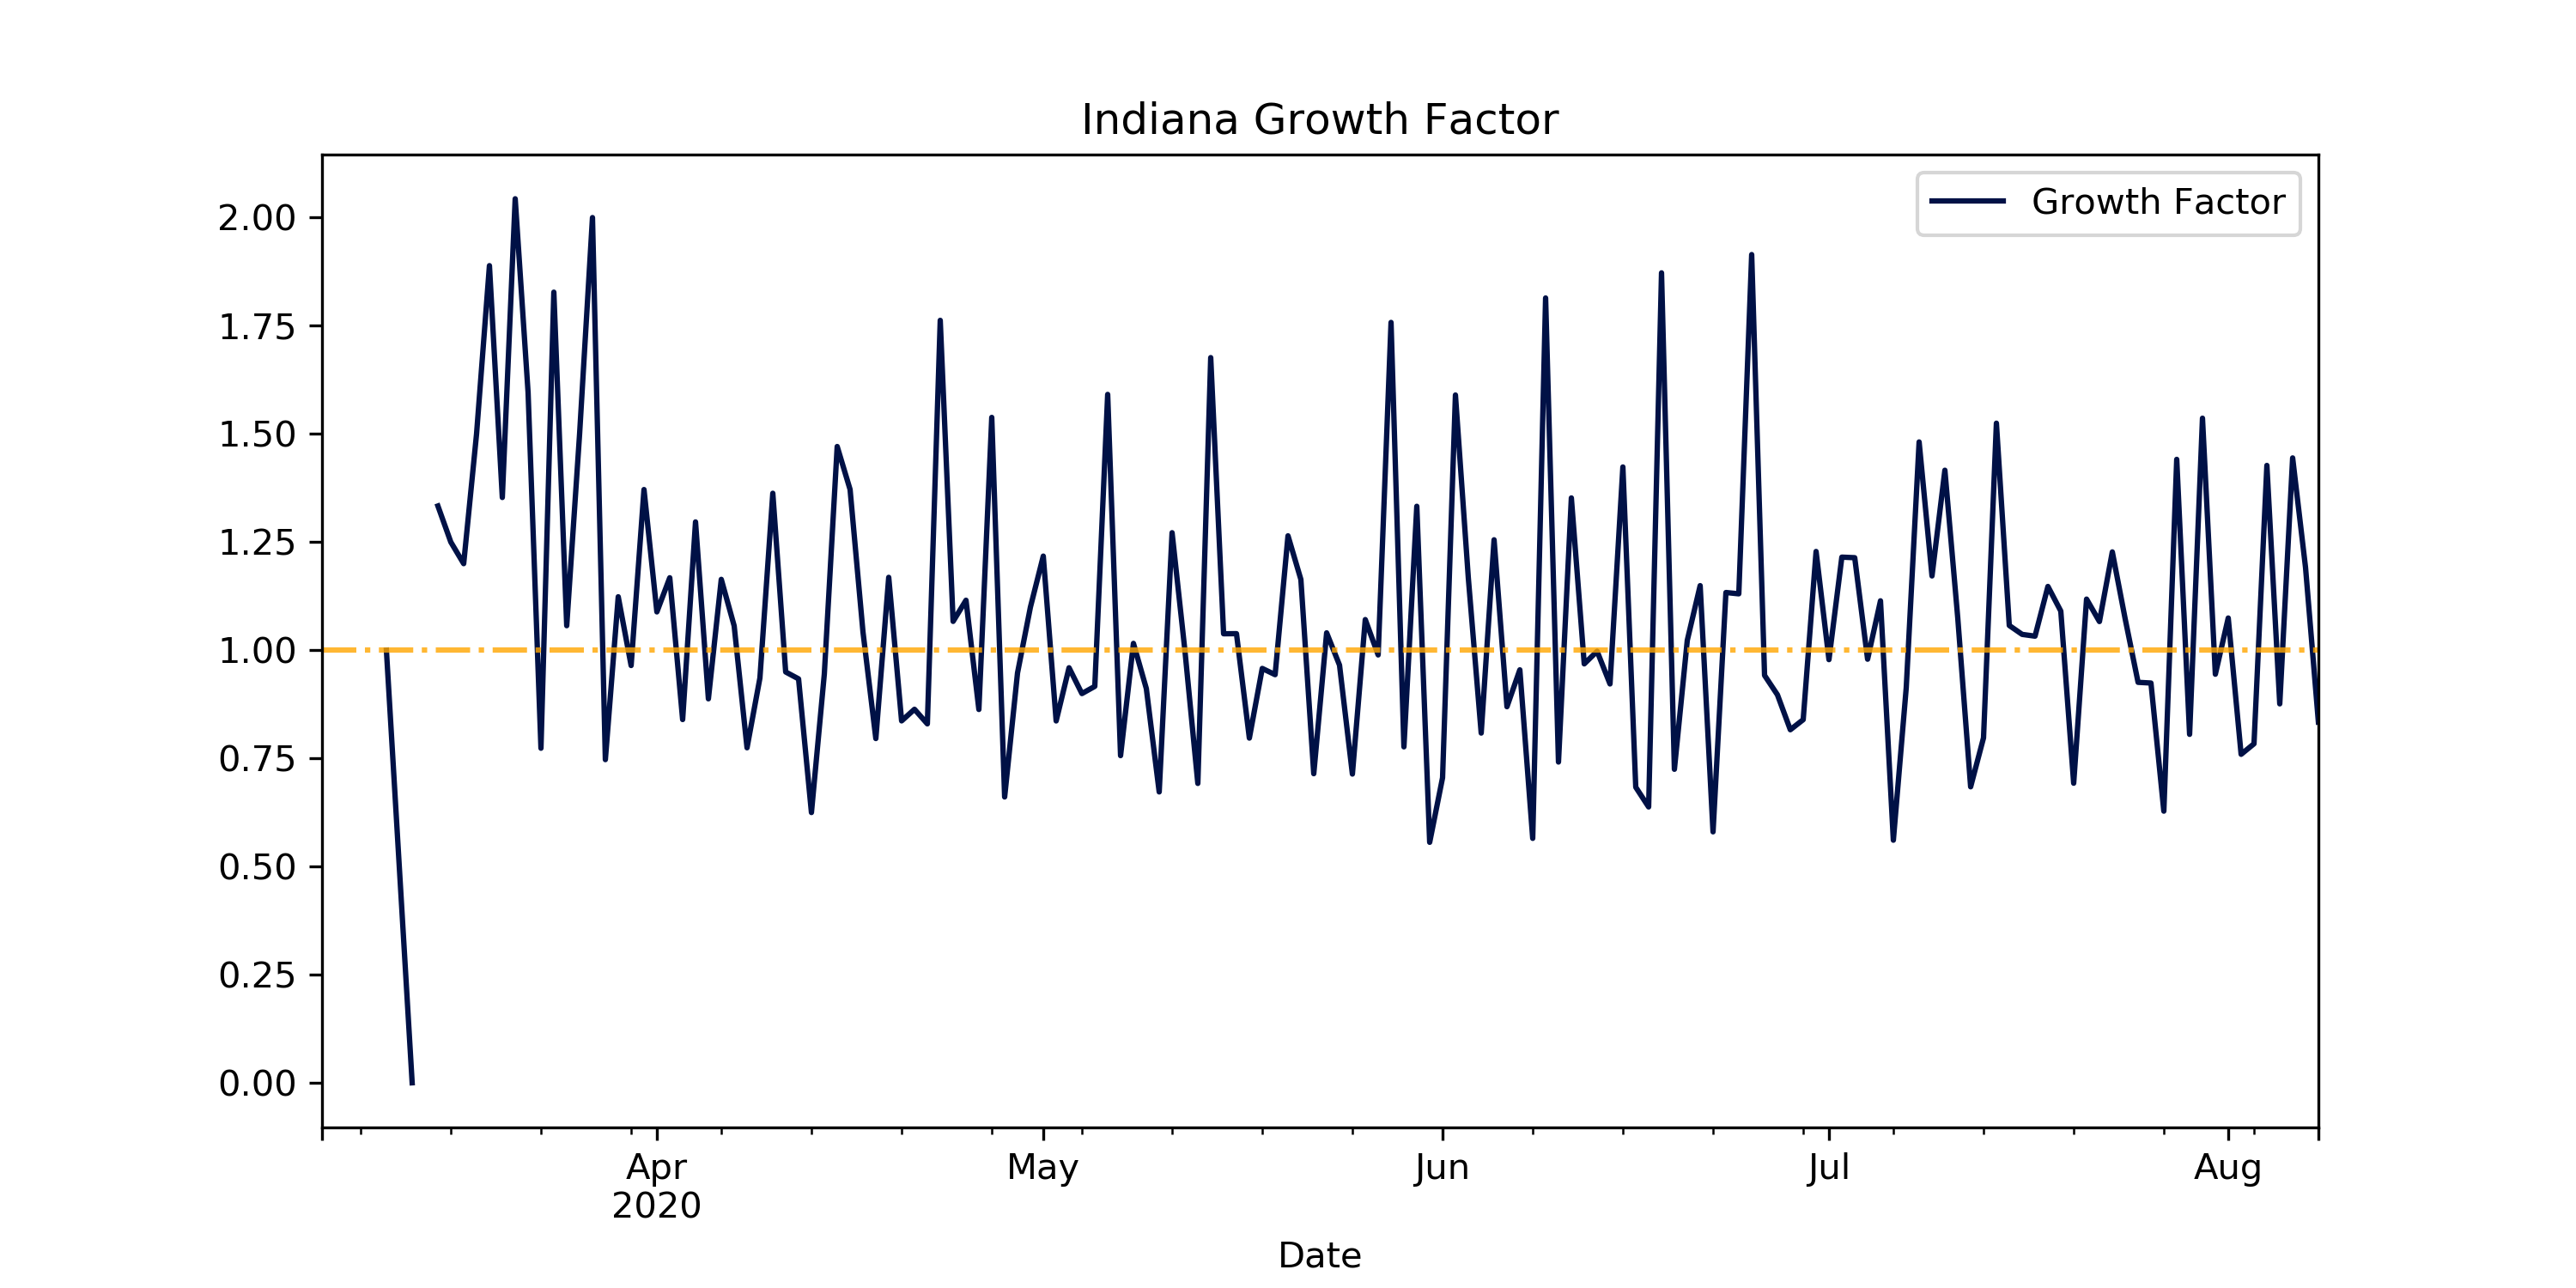 Indiana Growth Factor
Growth Factor
2.00
1.75
1.50
1.25
1.00
0.75
0.50
0.25
0.00
Apr
2020
May
Jun
Jul
Aug
Date